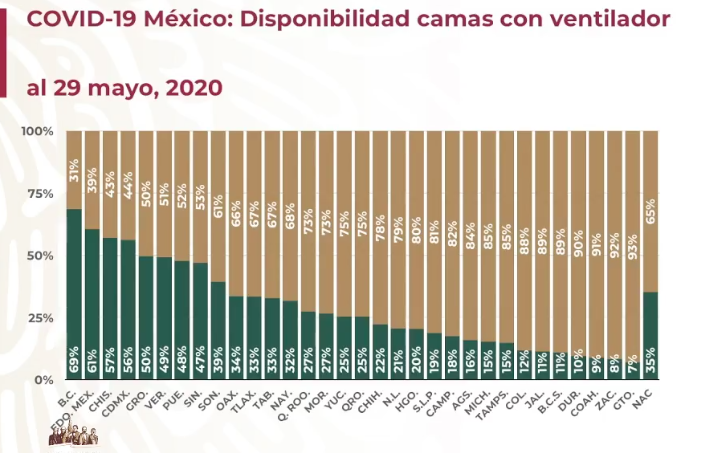 COVID-19 México: Disponibilidad camas con ventilador
al 29 mayo, 2020
100%
75%
50%
25%
0%
31% 39% 43% 44% 50% 51% 52% 53% 61% 66% 67% 67% 68% 73% 73% 75% 75% 78% 79% 80% 81% 82% 84% 85% 85% 88% 89% 89% 90% 91% 92% 93% 65%
69% 61% 57% 56% 50% 49% 48% 47% 39% 34% 33% 33% 32% 27% 27% 25% 25% 22% 21% 20% 19% 18% 16% 15% 15% 12% 11% 11% 10% 9% 8% 7% 35%
B.C. EDO. MEX. CHIS. CDMX. GRO. VER. PUE. SIN. SON. OAX. TLAX. TAB. NAY. Q. ROO. MOR. YUC. QRO. CHIH. N.L. HGO. S.L.P. CAMP. AGS. MICH. TAMPS. COL. JAL. B.C.S. DUR. COAH. ZAC. GTO. NAC